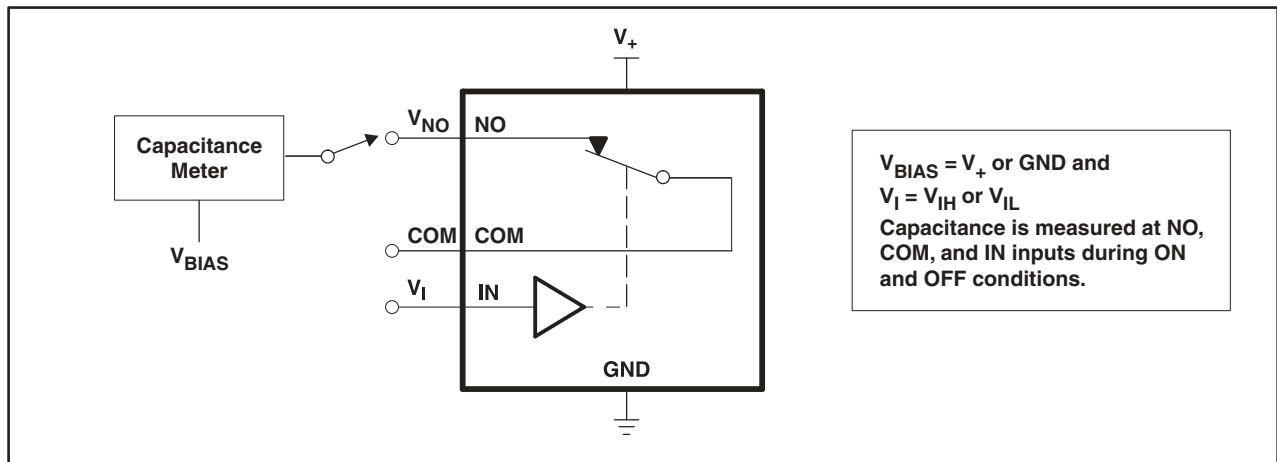 V+
Capacitance
Meter
VBIAS
VNO NO
COM COM
VI IN
GND
VBIAS = V+ or GND and
VI = VIH or VIL
Capacitance is measured at NO,
COM, and IN inputs during ON
and OFF conditions.